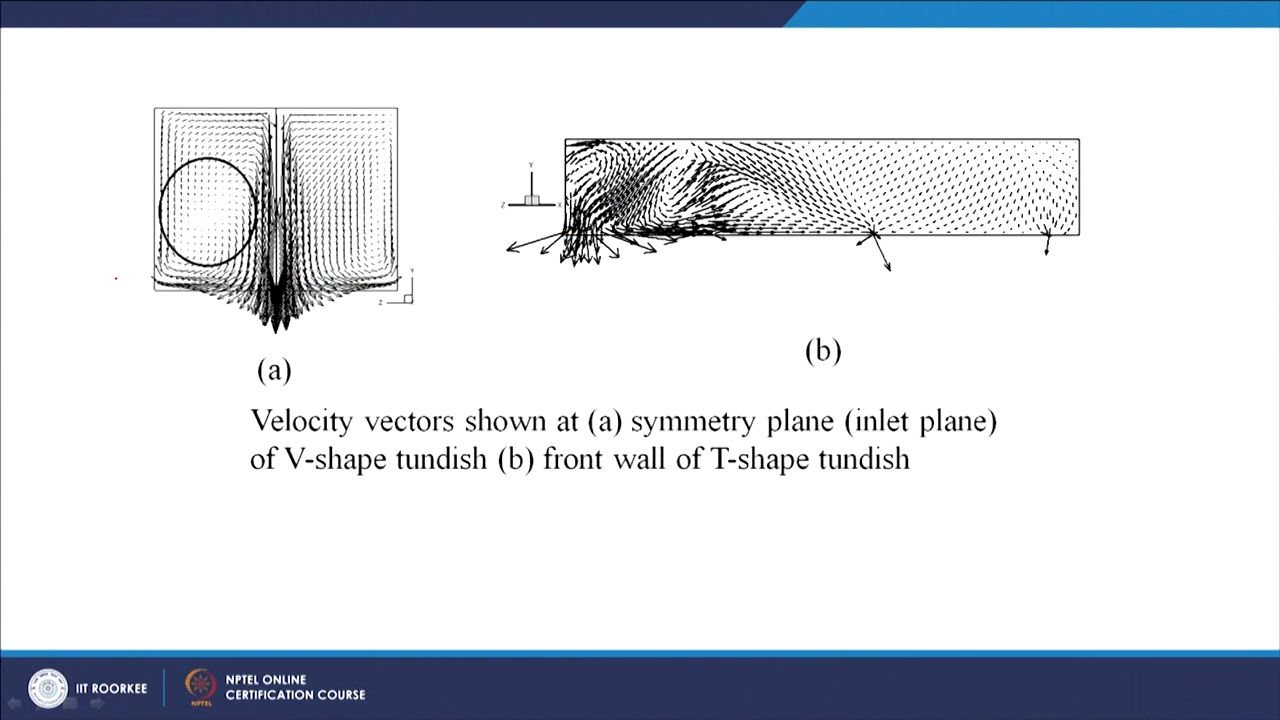 Y
Z
X
Y
Z
(a)
(b)
Velocity vectors shown at (a) symmetry plane (inlet plane)
of V-shape tundish (b) front wall of T-shape tundish
IIT ROORKEE
NPTEL
NPTEL ONLINE
CERTIFICATION COURSE